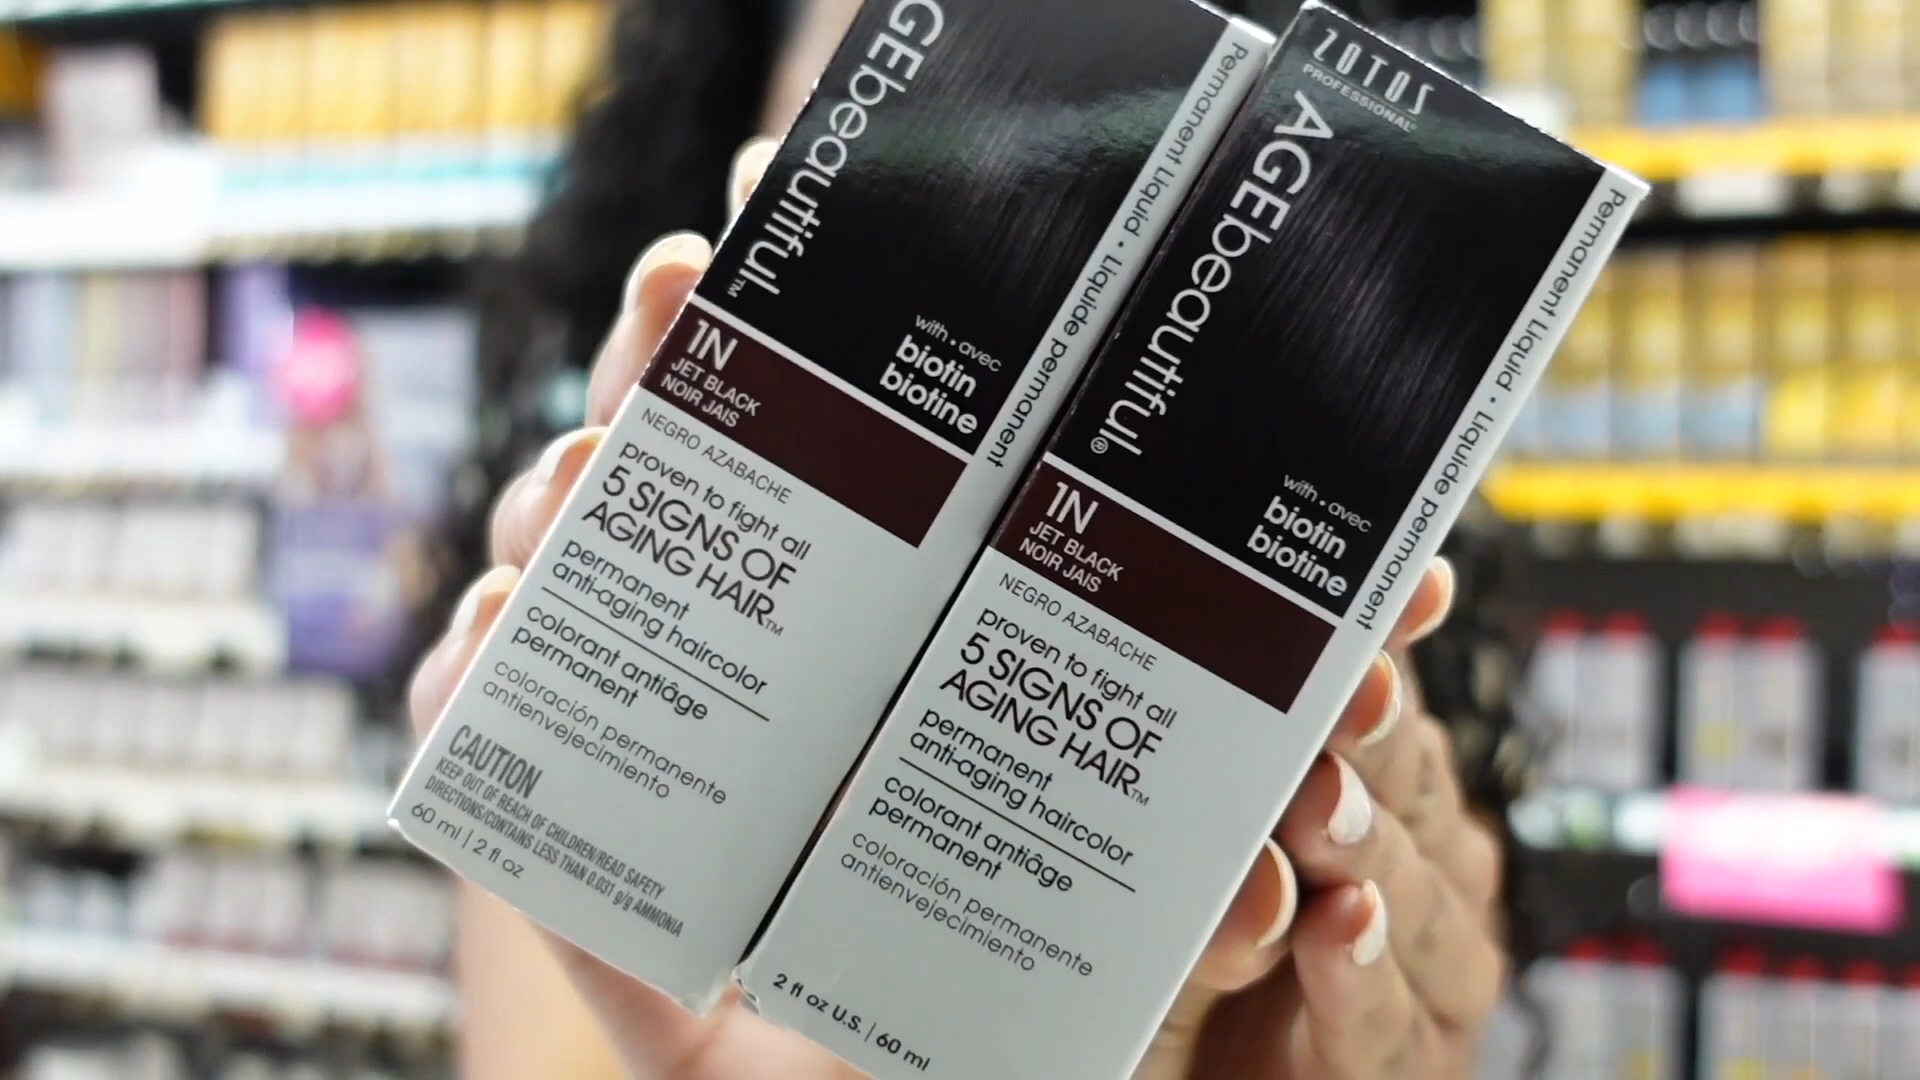 AGEbeautiful™
Permanent Liquid • Liquide permanent
with • avec
biotin
biotine
1N
JET BLACK
NOIR JAIS
NEGRO AZABACHE
proven to fight all
5 SIGNS OF
AGING HAIR™
permanent
anti-aging haircolor
colorant antiâge
permanent
coloración permanente
antienvejecimiento
CAUTION
KEEP OUT OF REACH OF CHILDREN/READ SAFETY
DIRECTIONS/CONTAINS LESS THAN 0.031 g/g AMMONIA
60 ml | 2 fl oz
ZOTOS
PROFESSIONAL®
AGEbeautiful®
Permanent Liquid • Liquide permanent
with • avec
biotin
biotine
1N
JET BLACK
NOIR JAIS
NEGRO AZABACHE
proven to fight all
5 SIGNS OF
AGING HAIR™
permanent
anti-aging haircolor
colorant antiâge
permanent
coloración permanente
antienvejecimiento
2 fl oz U.S. | 60 ml